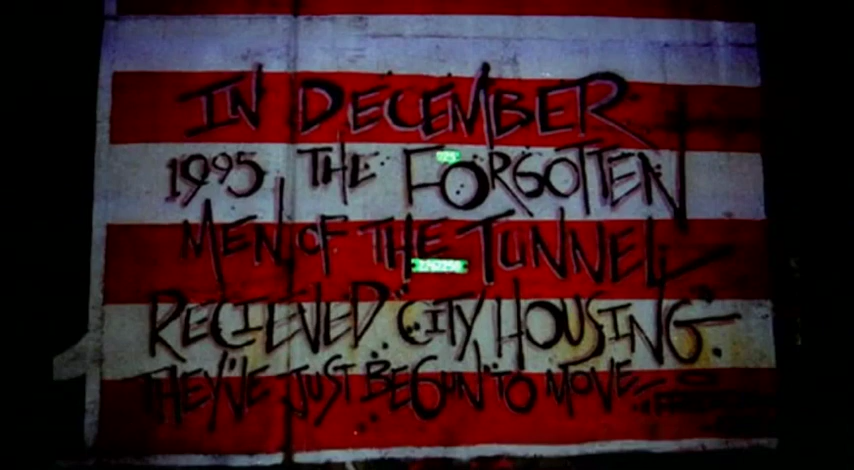 IN DECEMBER
1995, THE FORGOTTEN
MEN OF THE TUNNEL
RECIEVED CITY HOUSING.
THEY'VE JUST BEGUN TO MOVE